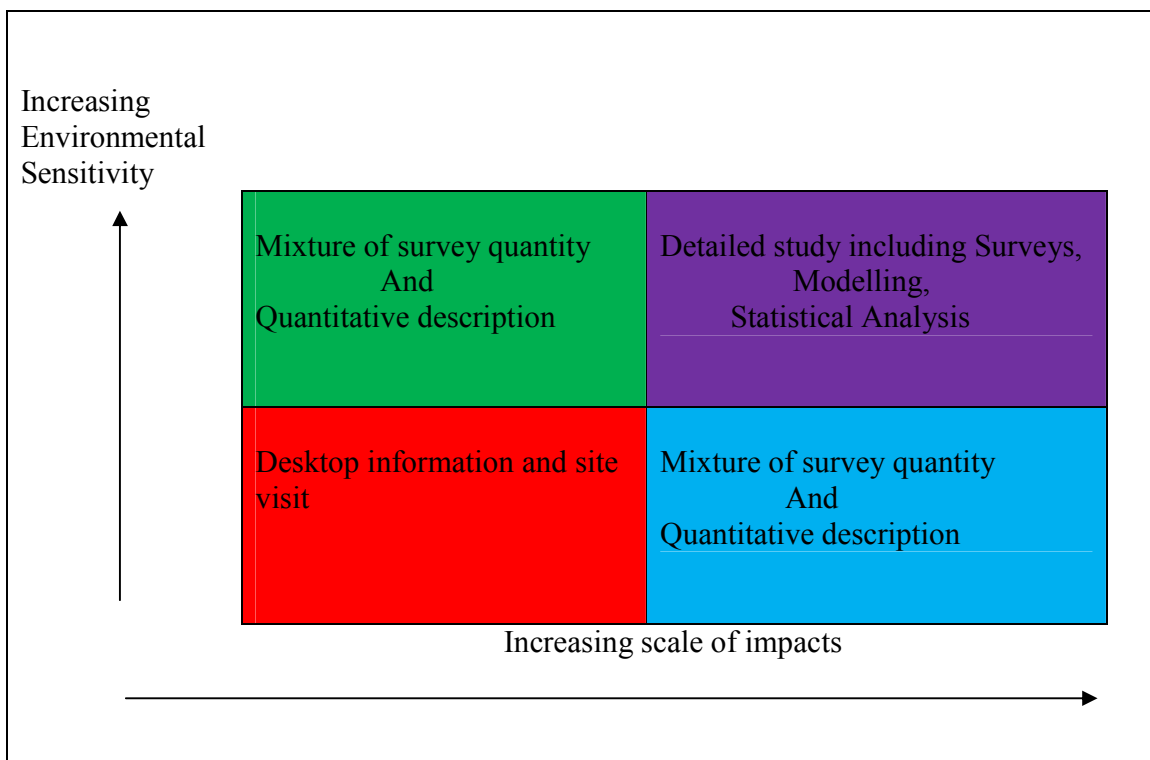 Increasing
Environmental
Sensitivity
Mixture of survey quantity
And
Quantitative description
Detailed study including Surveys,
Modelling,
Statistical Analysis
Desktop information and site
visit
Mixture of survey quantity
And
Quantitative description
Increasing scale of impacts